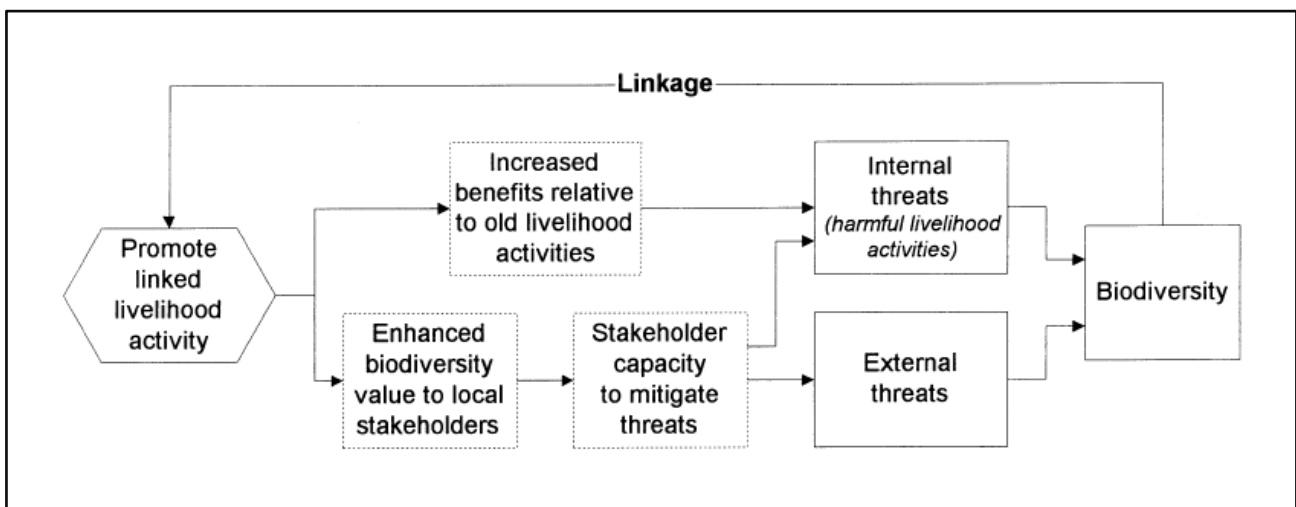 Linkage
Increased
benefits relative
to old livelihood
activities
Internal
threats
(harmful livelihood
activities)
Promote
linked
livelihood
activity
Biodiversity
Enhanced
biodiversity
value to local
stakeholders
Stakeholder
capacity
to mitigate
threats
External
threats